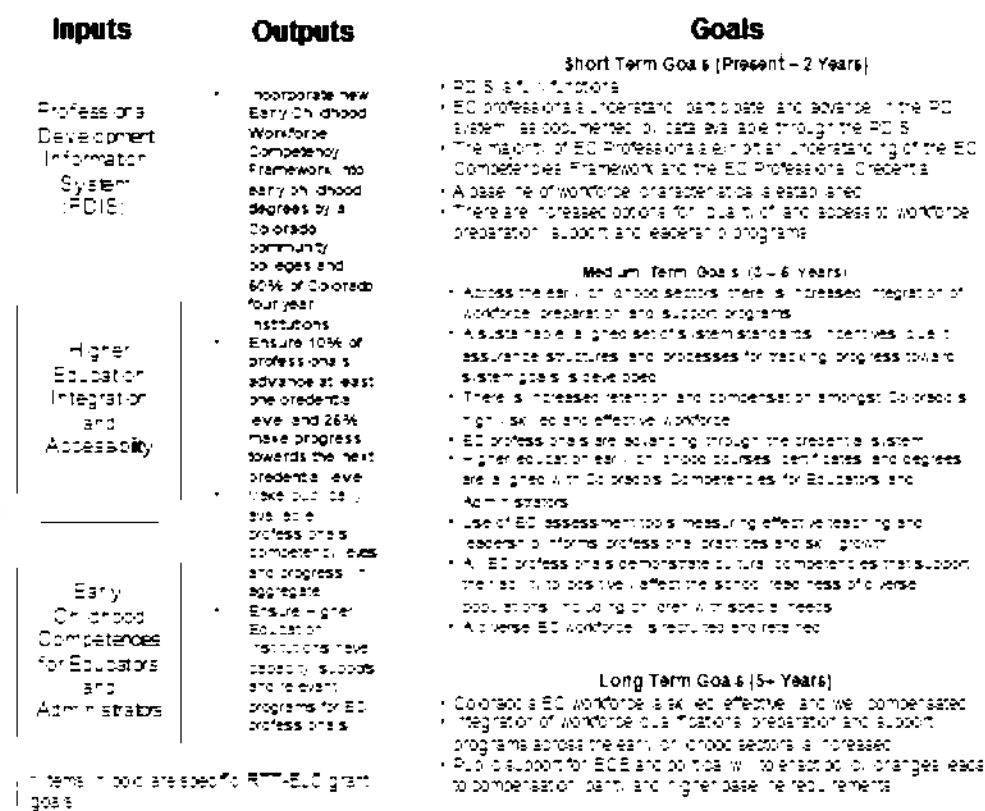 Inputs
Professional
Development
Information
System
(PDIS)
Higher
Education
Integration
and
Accessibility
Early
Childhood
Competences
for Educators
and
Administrators
items in bold are specific RTT-ELC grant
goals
Outputs
• Incorporate new
Early Childhood
Workforce
Competency
Framework into
early childhood
degrees by all
Colorado
community
colleges and
of Colorado
four year
institutions
• Ensure 10% of
professionals
advance at least
one credential
level and
make progress
towards the next
credential level
• Make publically
available
professionals
competency levels
and progress in
aggregate
• Ensure Higher
Education
Institutions have
capacity supports
and relevant
programs for EC
professionals
Goals
Short Term Goals (Present – 2 Years)
• PDIS is fully functional
• EC professionals understand, participate, and advance in the PD
system, as documented by data available through the PDIS
• The majority of EC Professionals exhibit an understanding of the EC
Competencies Framework and the EC Professional Credential
• A baseline of workforce characteristics is established
• There are increased options for, quality of, and access to workforce
preparation, support, and leadership programs
Medium Term Goals Years)
• Across the early childhood sectors, there is increased integration of
workforce preparation and support programs
• A sustainable, aligned set of system standards, incentives, quality
assurance structures, and processes for tracking progress toward
system goals is developed
• There is increased retention and compensation amongst Colorado's
highly skilled and effective workforce
• EC professionals are advancing through the credential system
• Higher education early childhood courses, certificates, and degrees
are aligned with Colorado's Competencies for Educators and
Administrators
• Use of EC assessment tools measuring effective teaching and
leadership informs professional practices and skill growth
• All EC professionals demonstrate cultural competencies that support
their ability to positively affect the school readiness of diverse
populations, including children with special needs
• A diverse EC workforce is recruited and retained
Long Term Goals (5+ Years)
• Colorado's EC workforce is skilled, effective, and well compensated
• Integration of workforce qualifications, preparation and support
programs across the early childhood sectors is increased
• Public support for ECE and political will to enact policy changes leads
to compensation parity and higher baseline requirements